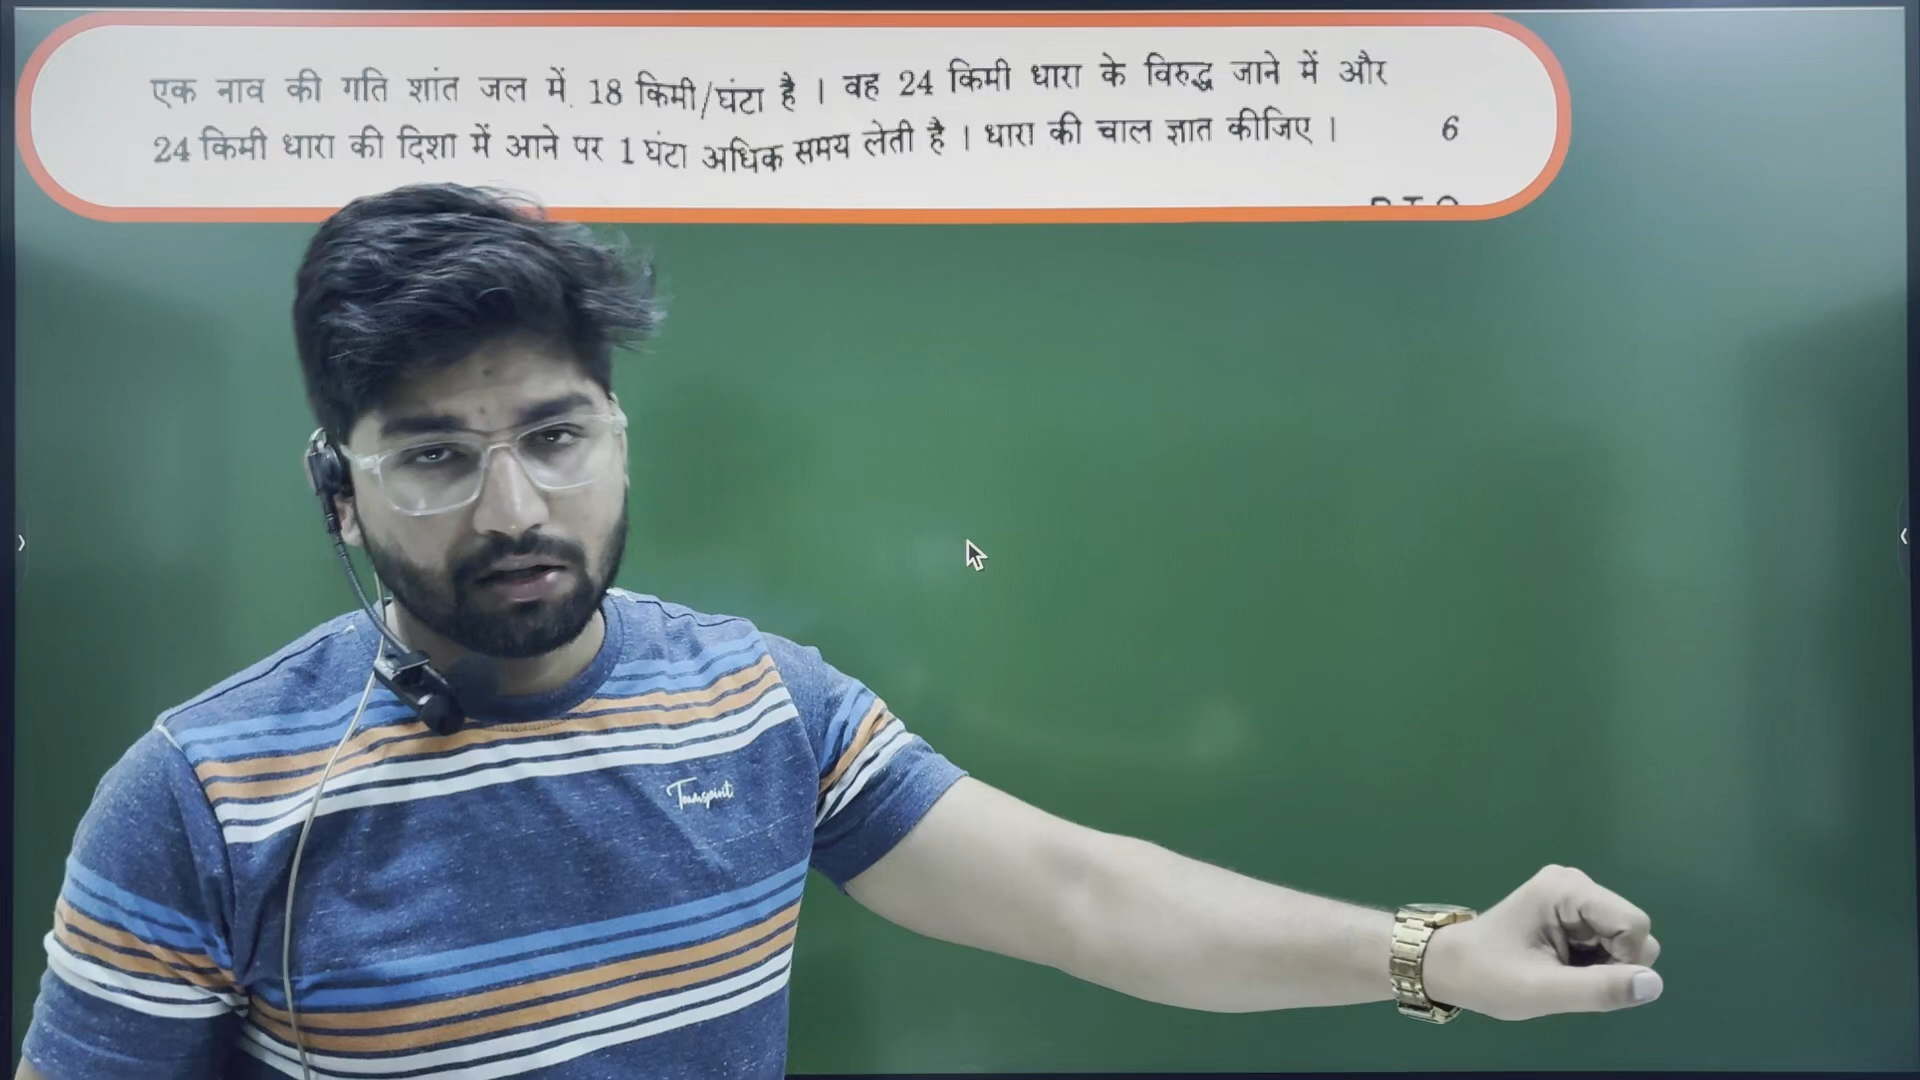 एक नाव की गति शांत जल में 18 किमी/घंटा है । वह 24 किमी धारा के विरुद्ध जाने में और
24 किमी धारा की दिशा में आने पर 1 घंटा अधिक समय लेती है । धारा की चाल ज्ञात कीजिए । 6